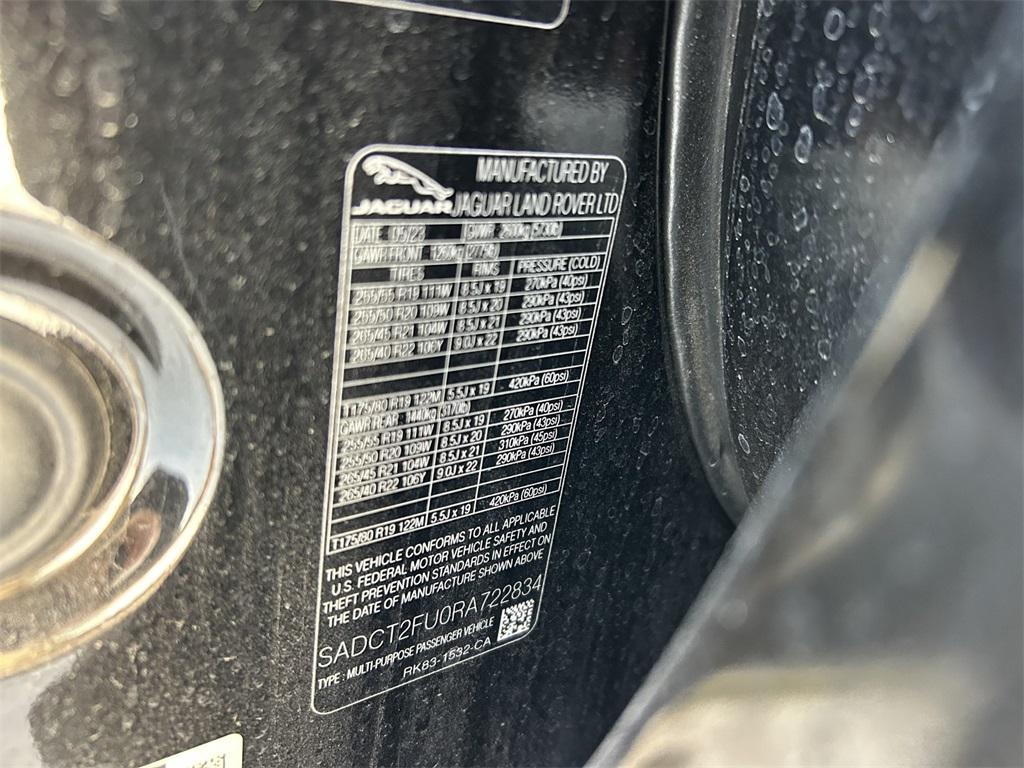 MANUFACTURED BY
JAGUAR JAGUAR LAND ROVER LTD
DATE 05/23 GVWR 2600kg (5730lb)
GAWR FRONT 1260kg (2779lb)
TIRES RIMS PRESSURE (COLD)
255/55 R19 111W 8.5J x 19 270kPa (40psi)
255/50 R20 109W 8.5J x 20 290kPa (43psi)
265/45 R21 104W 8.5J x 21 290kPa (43psi)
265/40 R22 106Y 9.0J x 22 290kPa (43psi)
T175/80 R19 122M 5.5J x 19 420kPa (60psi)
GAWR REAR 1440kg (3170lb)
255/55 R19 111W 8.5J x 19 270kPa (40psi)
255/50 R20 109W 8.5J x 20 290kPa (43psi)
265/45 R21 104W 8.5J x 21 310kPa (45psi)
265/40 R22 106Y 9.0J x 22 290kPa (43psi)
T175/80 R19 122M 5.5J x 19 420kPa (60psi)
THIS VEHICLE CONFORMS TO ALL APPLICABLE
U.S. FEDERAL MOTOR VEHICLE SAFETY AND
THEFT PREVENTION STANDARDS IN EFFECT ON
THE DATE OF MANUFACTURE SHOWN ABOVE
SADCT2FU0RA722834
TYPE : MULTI-PURPOSE PASSENGER VEHICLE
RK83-1532-CA